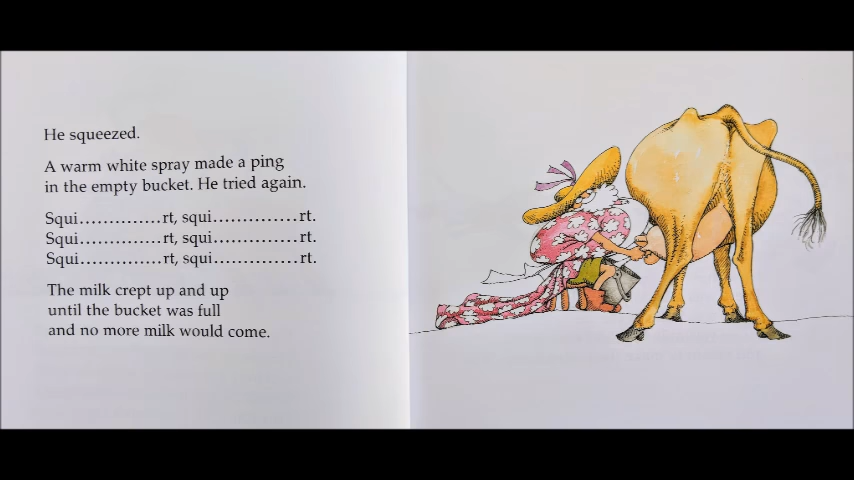 He squeezed.
A warm white spray made a ping
in the empty bucket. He tried again.
Squi..............rt, squi..............rt.
Squi..............rt, squi..............rt.
Squi..............rt, squi..............rt.
The milk crept up and up
until the bucket was full
and no more milk would come.